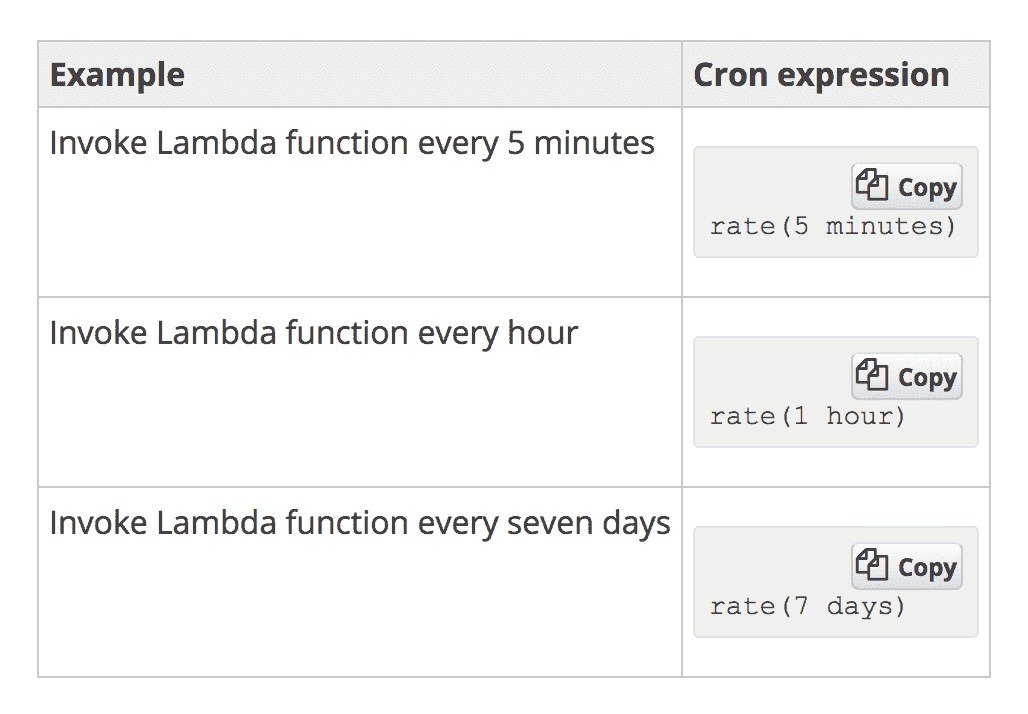 Example
Cron expression
Invoke Lambda function every 5 minutes
Copy
rate(5 minutes)
Invoke Lambda function every hour
Copy
rate(1 hour)
Invoke Lambda function every seven days
Copy
rate(7 days)